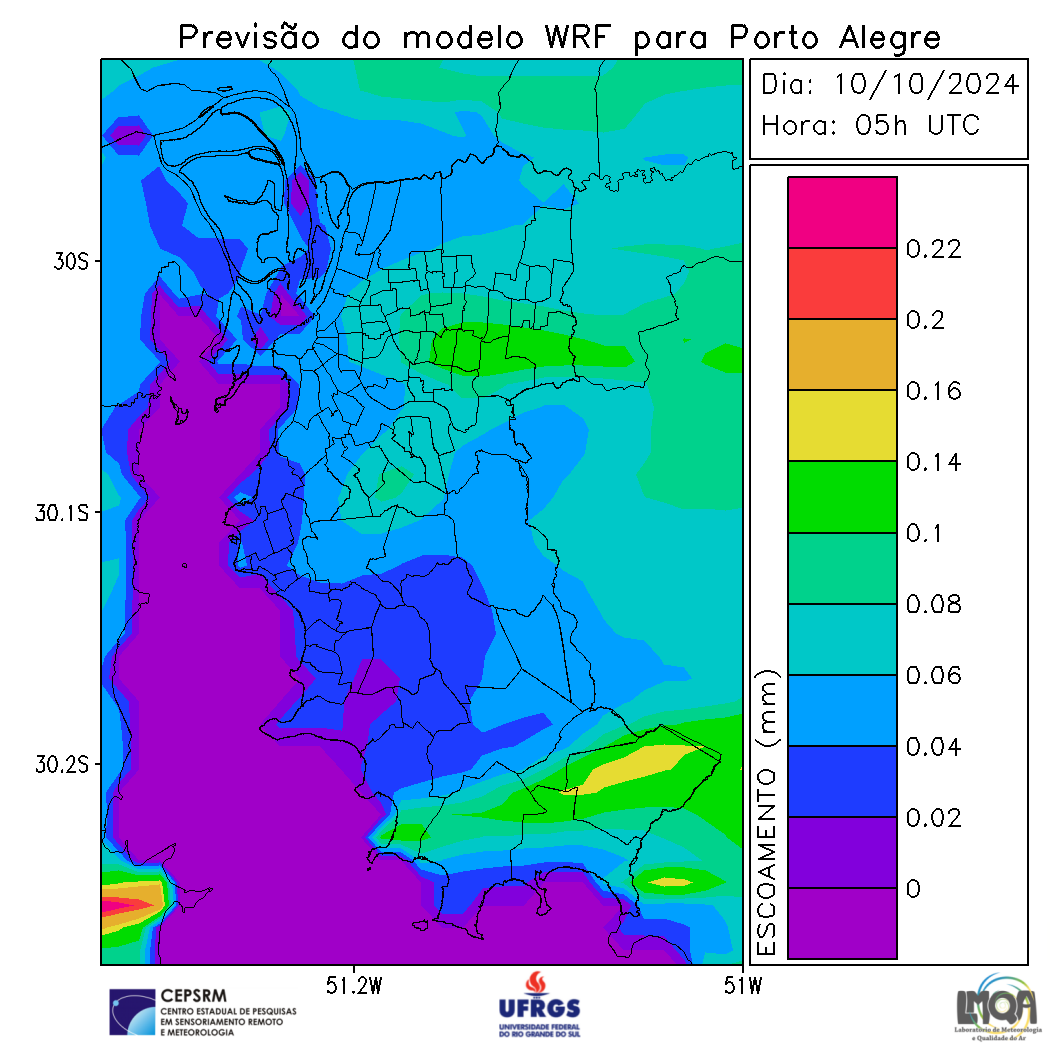 Previsão do modelo WRF para Porto Alegre
Dia: 10/10/2024
Hora: 05h UTC
30S
30.1S
30.2S
51.2W
51W
ESCOAMENTO (mm)
0.22
0.2
0.16
0.14
0.1
0.08
0.06
0.04
0.02
0
CEPSRM
CENTRO ESTADUAL DE PESQUISAS
EM SENSORIAMENTO REMOTO
E METEOROLOGIA
UFRGS
UNIVERSIDADE FEDERAL
DO RIO GRANDE DO SUL
LMQA
Laboratório de Meteorologia
e Qualidade do Ar